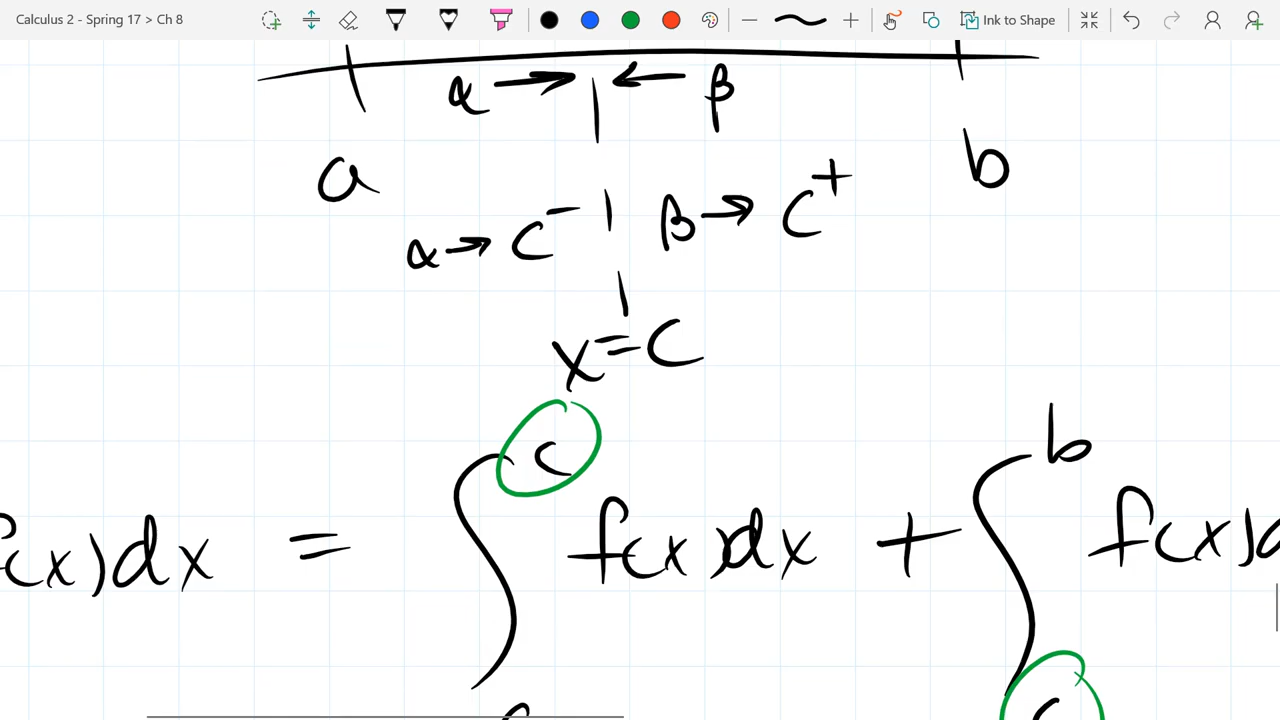 Calculus 2 - Spring 17 > Ch 8
Ink to Shape
α → | ← β
a b
α → c⁻ | β → c⁺
|
x = c
c b
f(x)dx = ∫ f(x)dx + ∫ f(x)
c